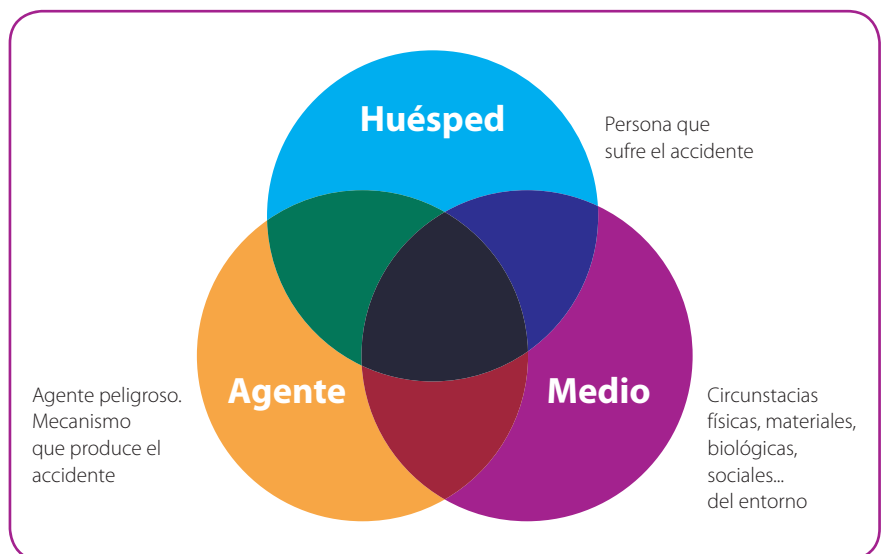 Huésped
Persona que
sufre el accidente
Agente
Medio
Agente peligroso.
Mecanismo
que produce el
accidente
Circunstacias
físicas, materiales,
biológicas,
sociales...
del entorno